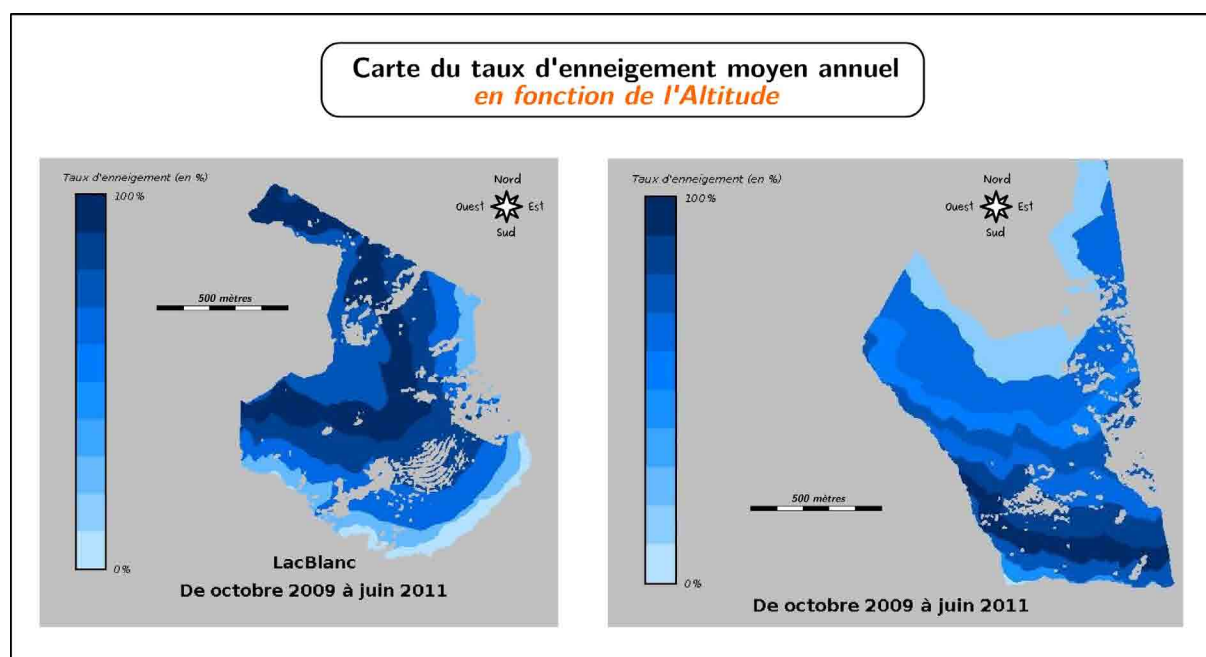 Carte du taux d'enneigement moyen annuel
en fonction de l'Altitude
Taux d'enneigement (en %)
100%
Nord
Ouest
Est
Sud
500 mètres
0%
LacBlanc
De octobre 2009 à juin 2011
Taux d'enneigement (en %)
100%
Nord
Ouest
Est
Sud
500 mètres
0%
De octobre 2009 à juin 2011